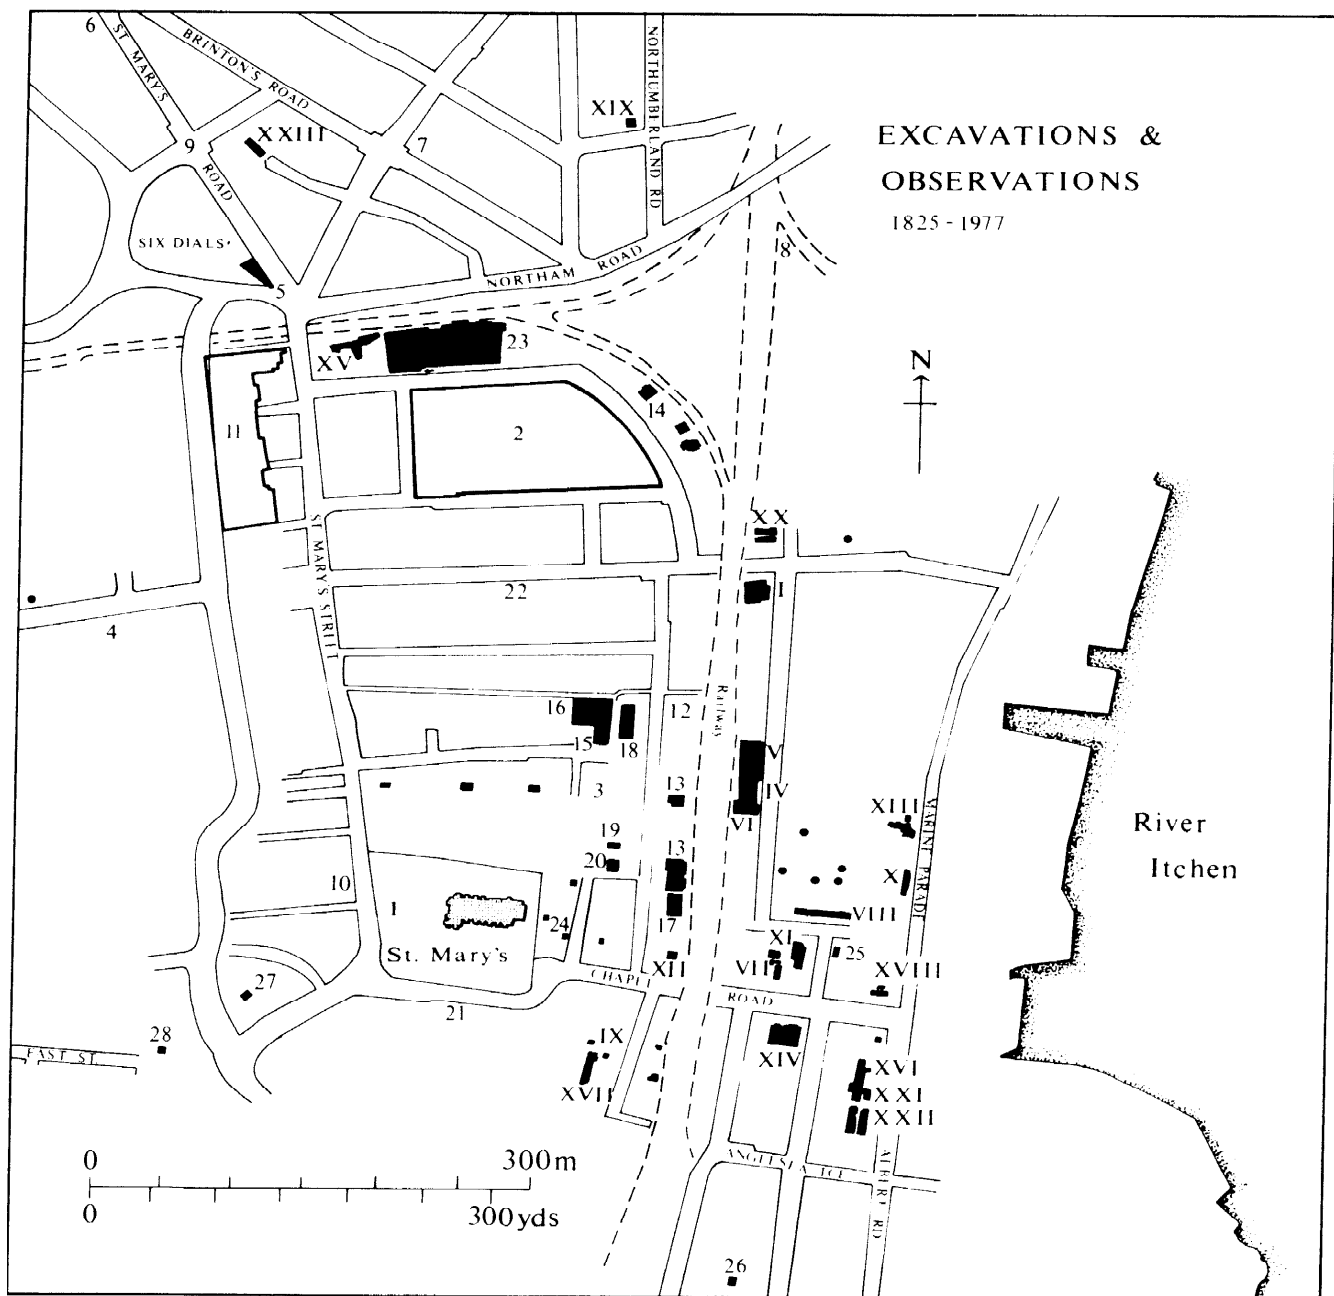 6
ST MARY'S
ROAD
BRINTON'S ROAD
NORTHUMBERLAND RD
XIX
EXCAVATIONS &
OBSERVATIONS
1825 - 1977
9
XXIII
7
SIX DIALS'
5
NORTHAM ROAD
8
XV
23
N
14
11
2
XX
ST MARY'S STREET
I
22
4
Railway
16
12
15
18
V
IV
VI
3
13
XIII
MARINE PARADE
River
Itchen
19
20
13
X
10
1
17
VIII
24
St. Mary's
XI
VII
25
XVIII
XII
CHAPEL
ROAD
27
21
28
EAST ST.
IX
XIV
XVI
XVII
XXI
XXII
0
300m
ANGLESEA TCE
ALBERT RD
0
300yds
26